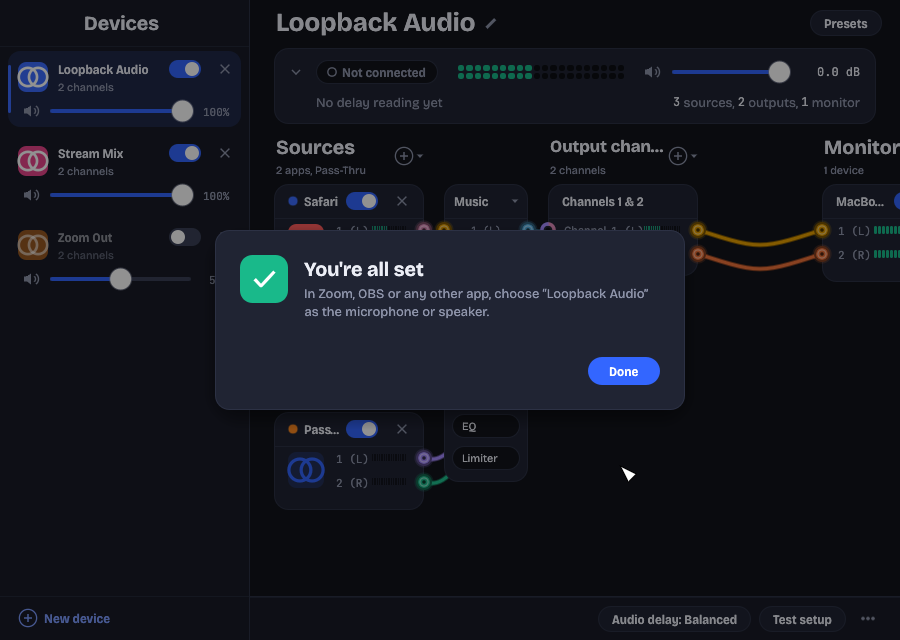 Devices
Loopback Audio
2 channels
100%
Stream Mix
2 channels
100%
Zoom Out
2 channels
New device
Loopback Audio
Presets
Not connected
0.0 dB
No delay reading yet
3 sources, 2 outputs, 1 monitor
Sources
2 apps, Pass-Thru
Output chan...
2 channels
Monitor
1 device
Safari
Music
Channels 1 & 2
MacBo...
1 (L)
1 (L)
Channel 1 (L)
1 (L)
2 (R)
You're all set
In Zoom, OBS or any other app, choose “Loopback Audio”
as the microphone or speaker.
Done
Pass...
1 (L)
2 (R)
EQ
Limiter
Audio delay: Balanced
Test setup